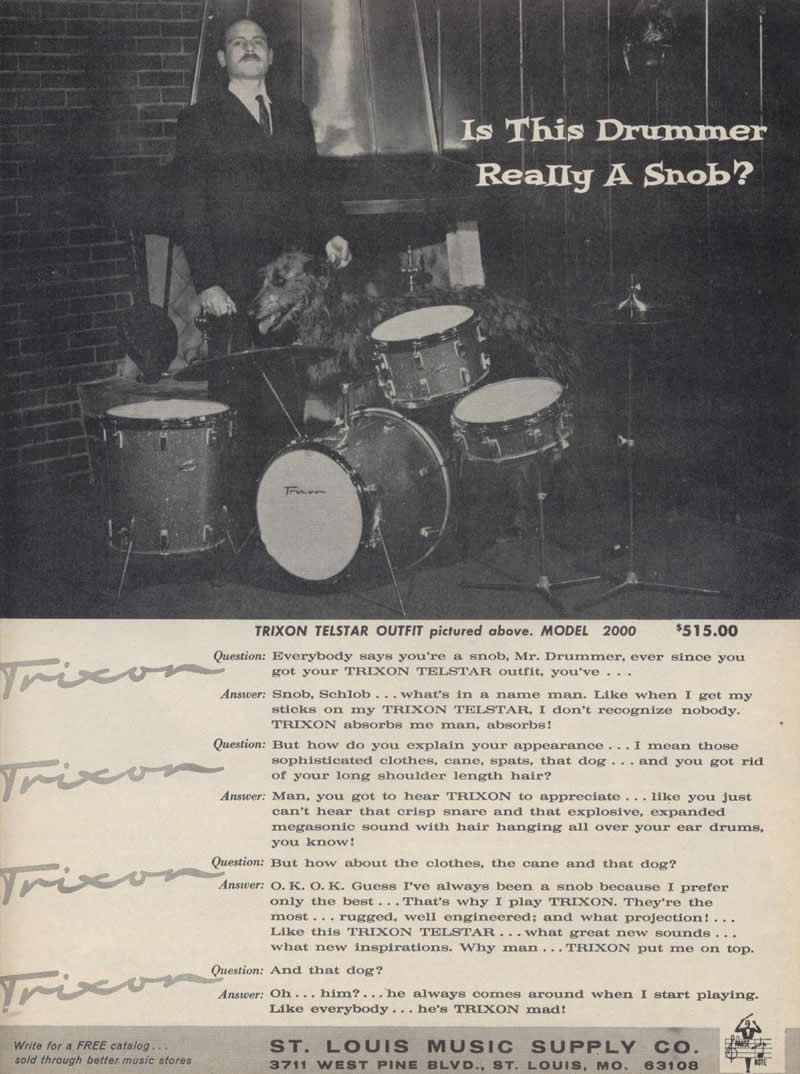 Is This Drummer
Really A Snob?
Trixon
TRIXON TELSTAR OUTFIT pictured above. MODEL 2000 $515.00
Trixon
Question: Everybody says you're a snob, Mr. Drummer, ever since you
got your TRIXON TELSTAR outfit, you've . . .
Answer: Snob, Schlob . . . what's in a name man. Like when I get my
sticks on my TRIXON TELSTAR, I don't recognize nobody.
TRIXON absorbs me man, absorbs!
Trixon
Question: But how do you explain your appearance . . . I mean those
sophisticated clothes, cane, spats, that dog . . . and you got rid
of your long shoulder length hair?
Answer: Man, you got to hear TRIXON to appreciate . . . like you just
can't hear that crisp snare and that explosive, expanded
megasonic sound with hair hanging all over your ear drums,
you know!
Trixon
Question: But how about the clothes, the cane and that dog?
Answer: O. K. O. K. Guess I've always been a snob because I prefer
only the best . . . That's why I play TRIXON. They're the
most . . . rugged, well engineered; and what projection! . . .
Like this TRIXON TELSTAR . . . what great new sounds . . .
what new inspirations. Why man . . . TRIXON put me on top.
Trixon
Question: And that dog?
Answer: Oh . . . him? . . . he always comes around when I start playing.
Like everybody . . . he's TRIXON mad!
Write for a FREE catalog . . .
sold through better music stores
ST. LOUIS MUSIC SUPPLY CO.
3711 WEST PINE BLVD., ST. LOUIS, MO. 63108
NOTE